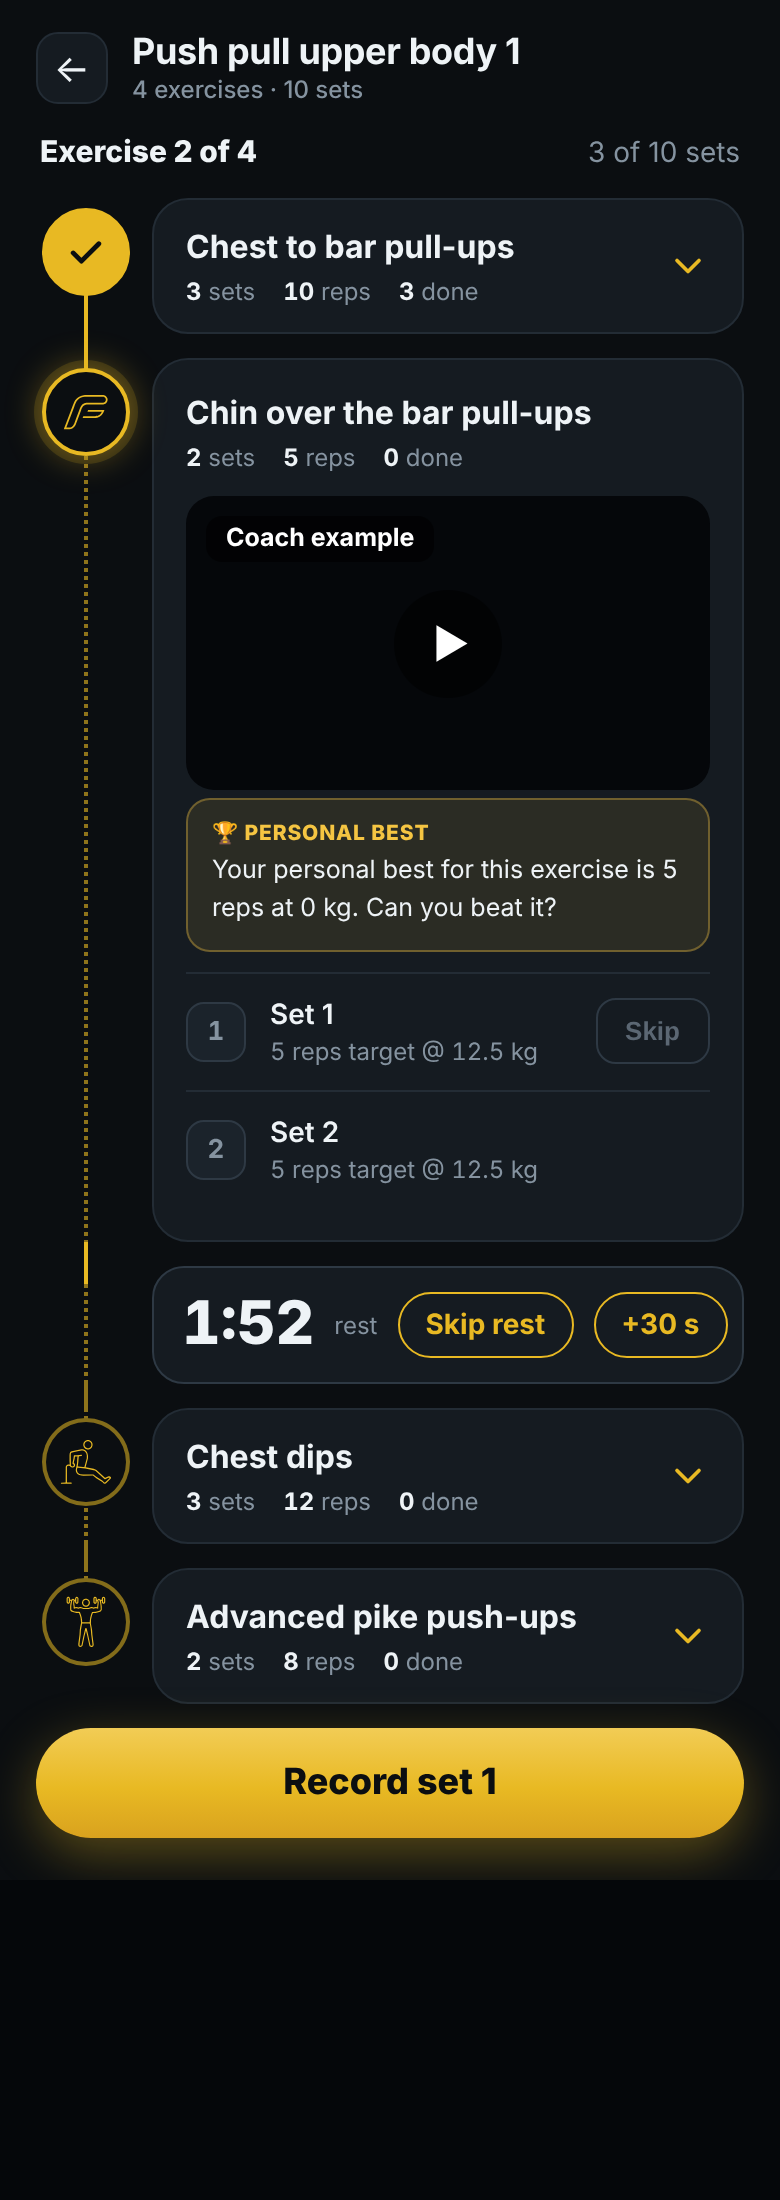 Push pull upper body 1
4 exercises · 10 sets
Exercise 2 of 4
3 of 10 sets
Chest to bar pull-ups
3 sets 10 reps 3 done
Chin over the bar pull-ups
2 sets 5 reps 0 done
Coach example
🏆 PERSONAL BEST
Your personal best for this exercise is 5
reps at 0 kg. Can you beat it?
1
Set 1
5 reps target @ 12.5 kg
Skip
2
Set 2
5 reps target @ 12.5 kg
1:52 rest Skip rest +30 s
Chest dips
3 sets 12 reps 0 done
Advanced pike push-ups
2 sets 8 reps 0 done
Record set 1